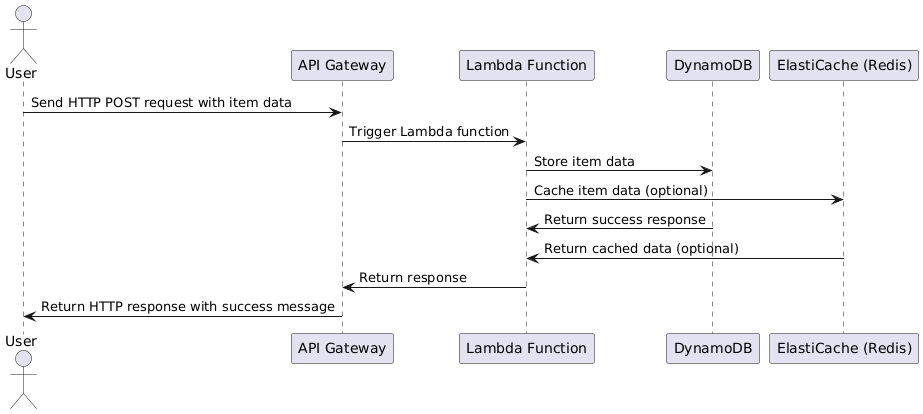 User
API Gateway
Lambda Function
DynamoDB
ElastiCache (Redis)
Send HTTP POST request with item data
Trigger Lambda function
Store item data
Cache item data (optional)
Return success response
Return cached data (optional)
Return response
Return HTTP response with success message
User
API Gateway
Lambda Function
DynamoDB
ElastiCache (Redis)